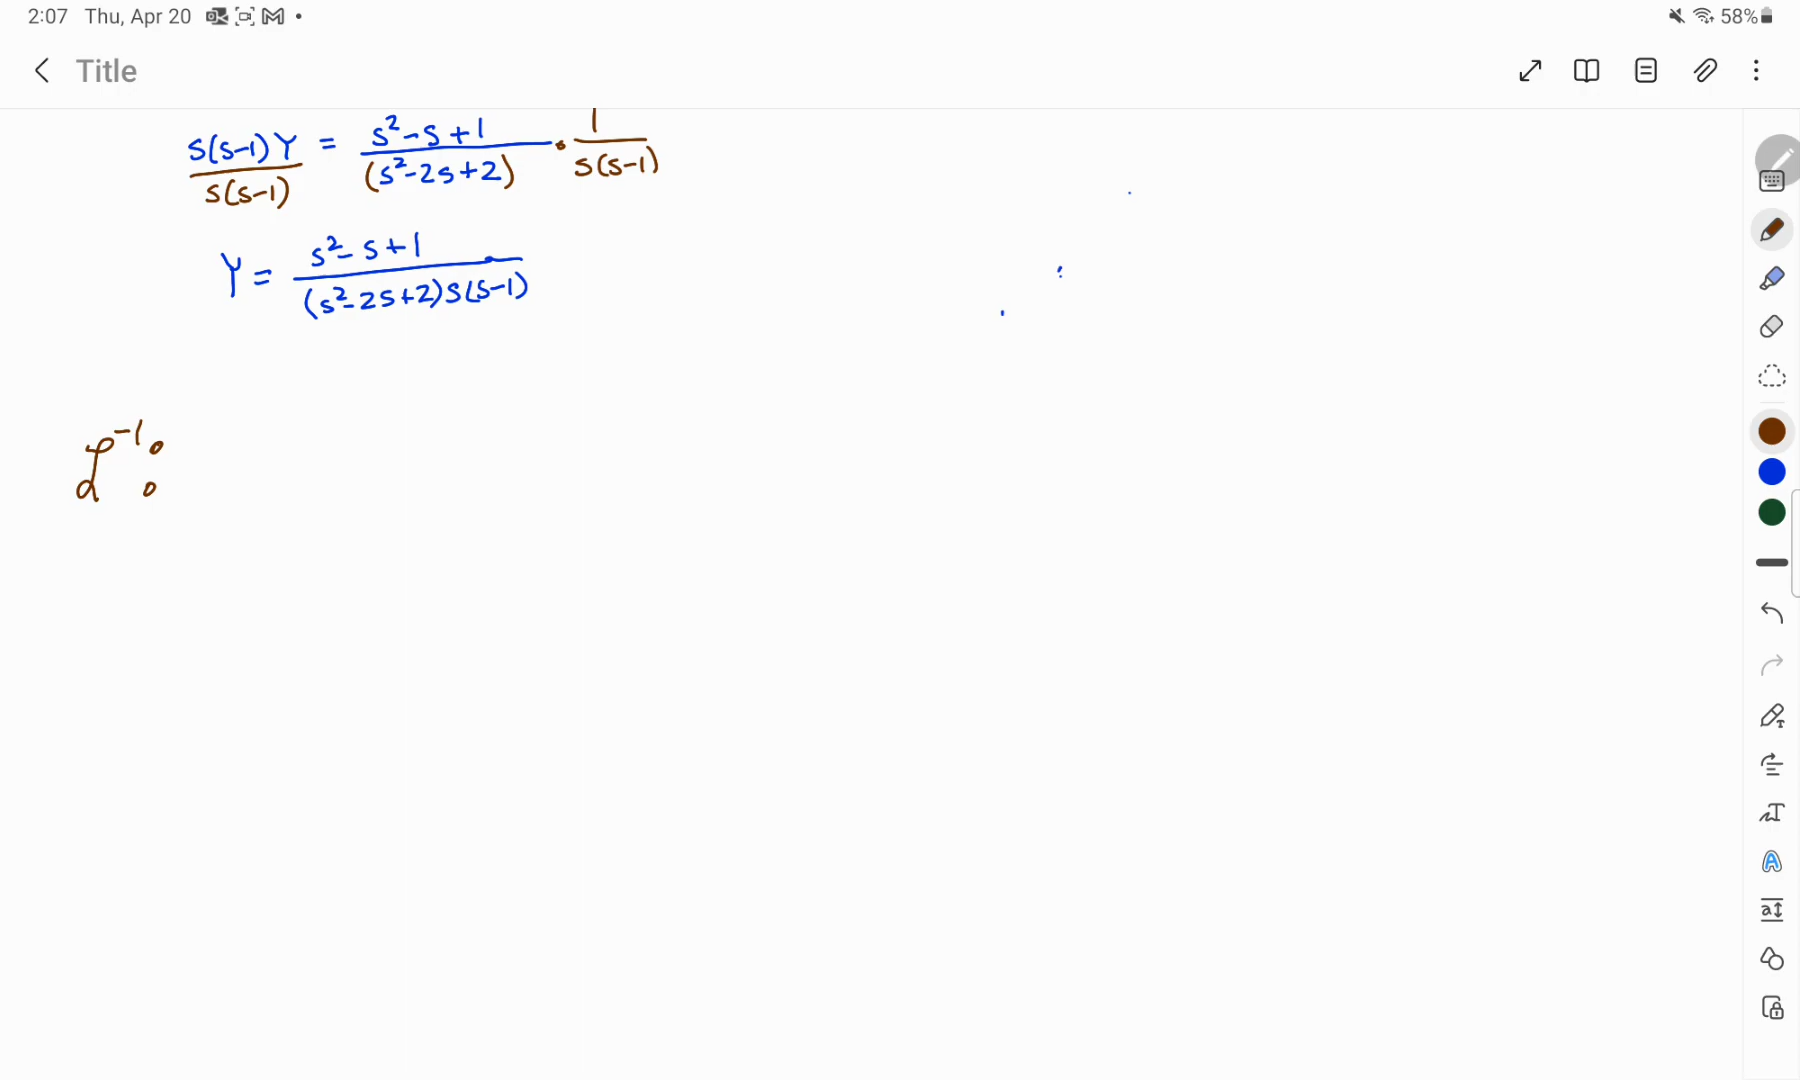 2:07 Thu, Apr 20 58%
Title
s(s-1)Y / s(s-1) = s²-s+1 / (s²-2s+2) · 1 / s(s-1)
Y = s²-s+1 / (s²-2s+2)s(s-1)
ℒ⁻¹: